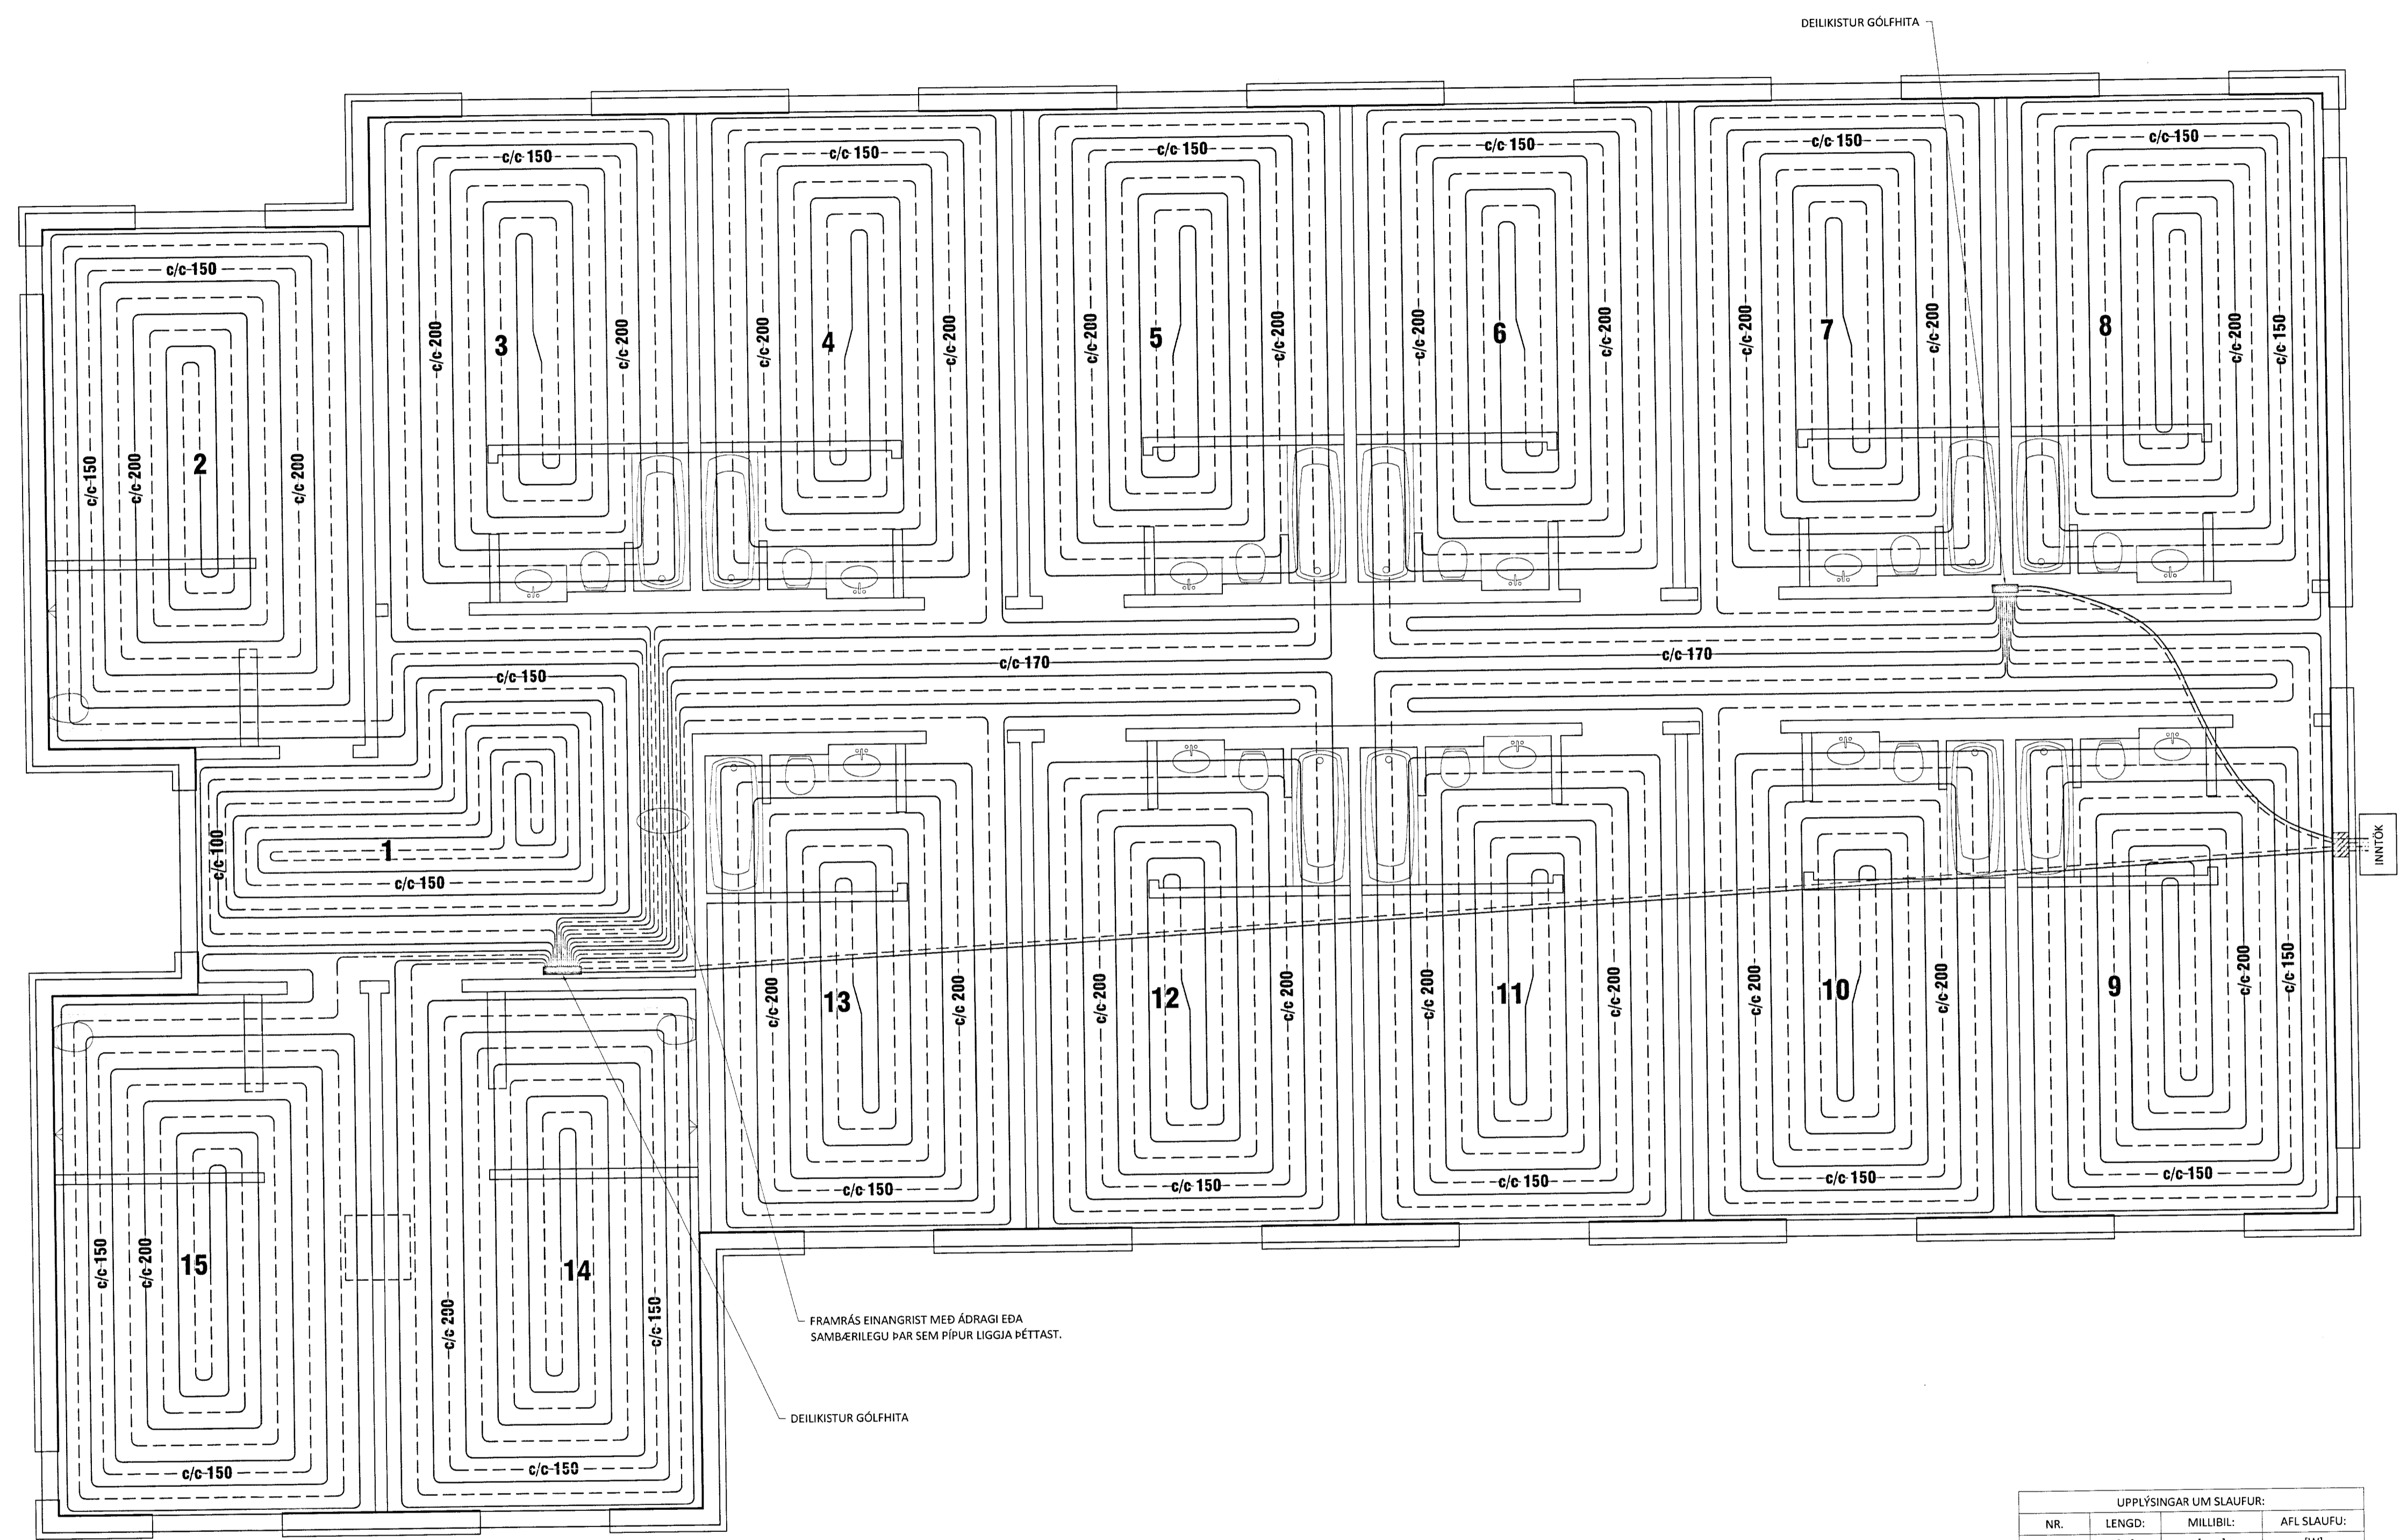 DEILIKISTUR GÓLFHITA
c/c 150
c/c 150
c/c 150
c/c 150
c/c 150
c/c 150
c/c 150
c/c 200
3
c/c 200
c/c 200
4
c/c 200
c/c 200
5
c/c 200
c/c 200
6
c/c 200
c/c 200
7
c/c 200
8
c/c 200
c/c 150
c/c 150
c/c 200
2
c/c 200
c/c 150
c/c 170
c/c 170
c/c 100
1
c/c 150
INNTÖK
c/c 200
13
c/c 200
c/c 200
12
c/c 200
c/c 200
11
c/c 200
c/c 200
10
c/c 200
9
c/c 200
c/c 150
c/c 150
c/c 150
c/c 150
c/c 150
c/c 150
c/c 150
c/c 200
15
c/c 200
14
c/c 150
c/c 150
c/c 150
FRAMRÁS EINANGRIST MEÐ ÁDRAGI EÐA
SAMBÆRILEGU ÞAR SEM PÍPUR LIGGJA ÞÉTTAST.
DEILIKISTUR GÓLFHITA
UPPLÝSINGAR UM SLAUFUR:
NR. LENGD: MILLIBIL: AFL SLAUFU: